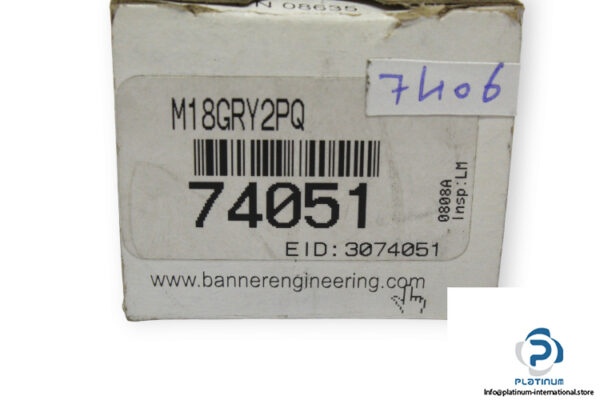 N 08635
7406
M18GRY2PQ
74051
0808A
Insp:LM
EID: 3074051
www.bannerengineering.com
PLATINUM
Info@platinum-international.store